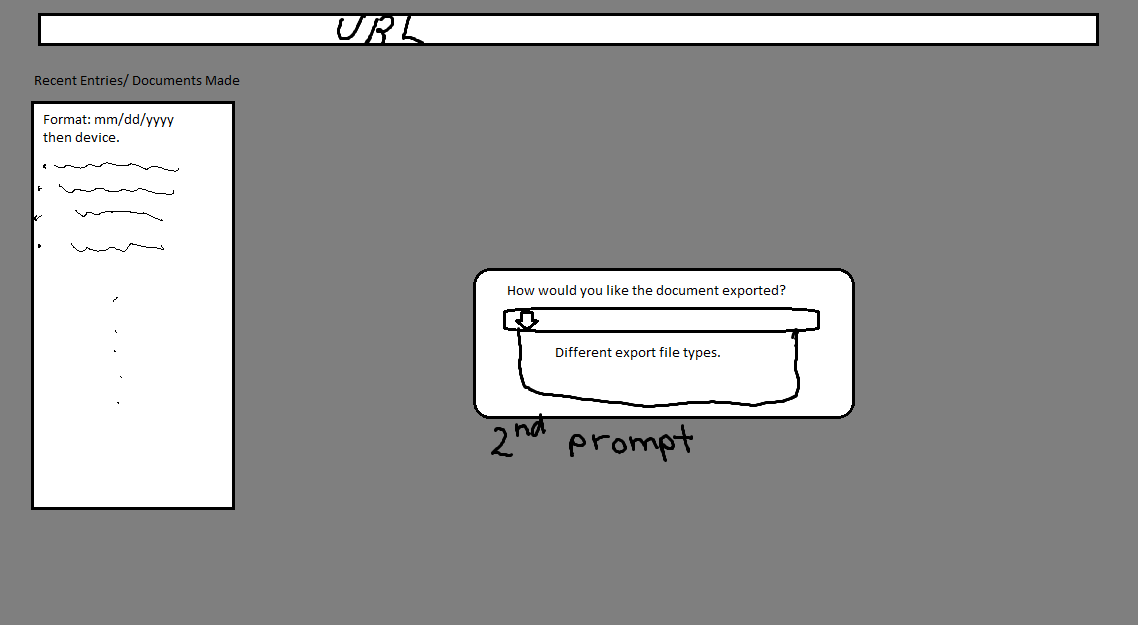 URL
Recent Entries/ Documents Made
Format: mm/dd/yyyy
then device.
How would you like the document exported?
Different export file types.
2nd prompt